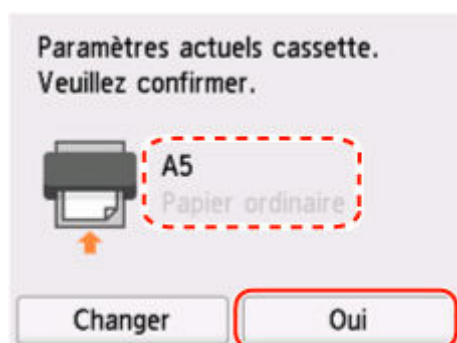 Paramètres actuels cassette.
Veuillez confirmer.
A5
Papier ordinaire
Changer
Oui